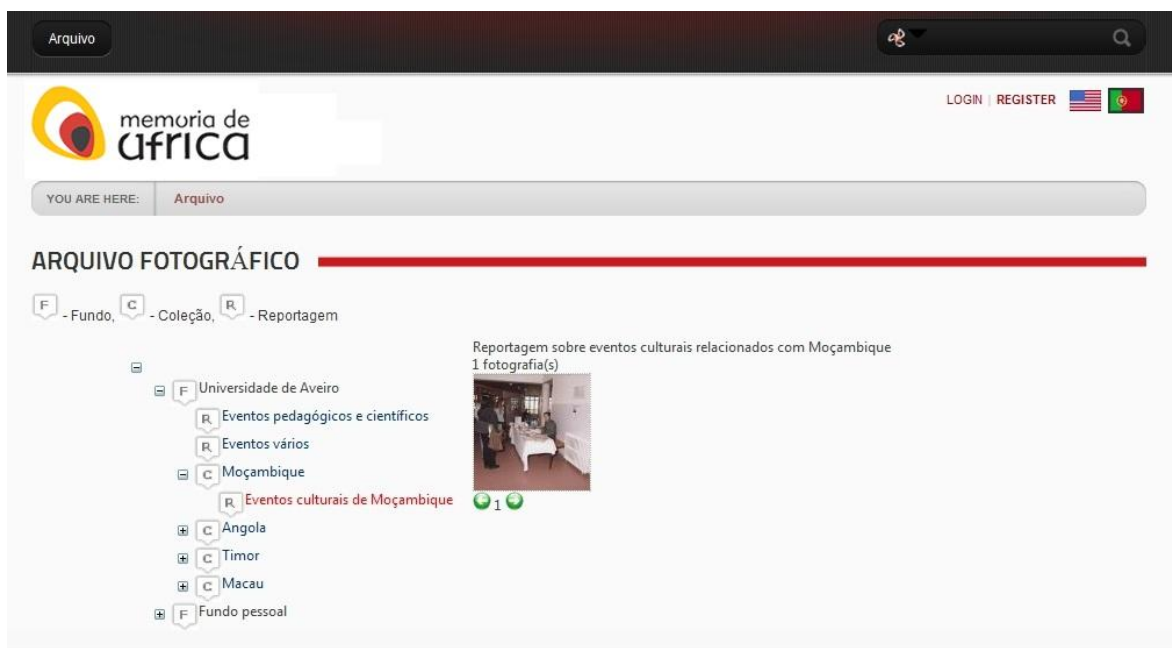 Arquivo
LOGIN | REGISTER
memoria de
africa
YOU ARE HERE: Arquivo
ARQUIVO FOTOGRÁFICO
F - Fundo, C - Coleção, R - Reportagem
Reportagem sobre eventos culturais relacionados com Moçambique
1 fotografia(s)
F Universidade de Aveiro
R Eventos pedagógicos e científicos
R Eventos vários
C Moçambique
R Eventos culturais de Moçambique
1
C Angola
C Timor
C Macau
F Fundo pessoal